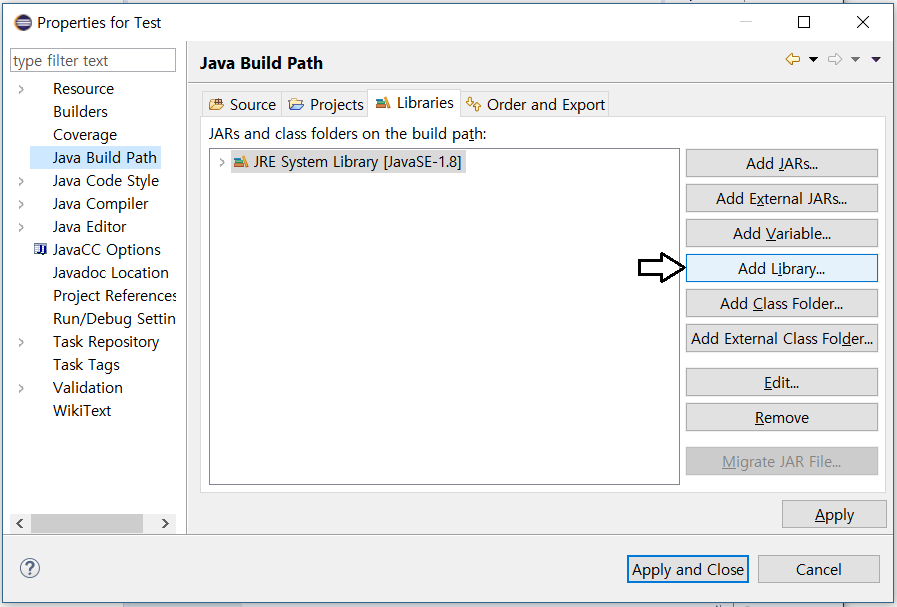 Properties for Test
type filter text
Resource
Builders
Coverage
Java Build Path
Java Code Style
Java Compiler
Java Editor
JavaCC Options
Javadoc Location
Project References
Run/Debug Settin
Task Repository
Task Tags
Validation
WikiText
Java Build Path
Source Projects Libraries Order and Export
JARs and class folders on the build path:
JRE System Library [JavaSE-1.8]
Add JARs...
Add External JARs...
Add Variable...
Add Library...
Add Class Folder...
Add External Class Folder...
Edit...
Remove
Migrate JAR File...
Apply
Apply and Close Cancel